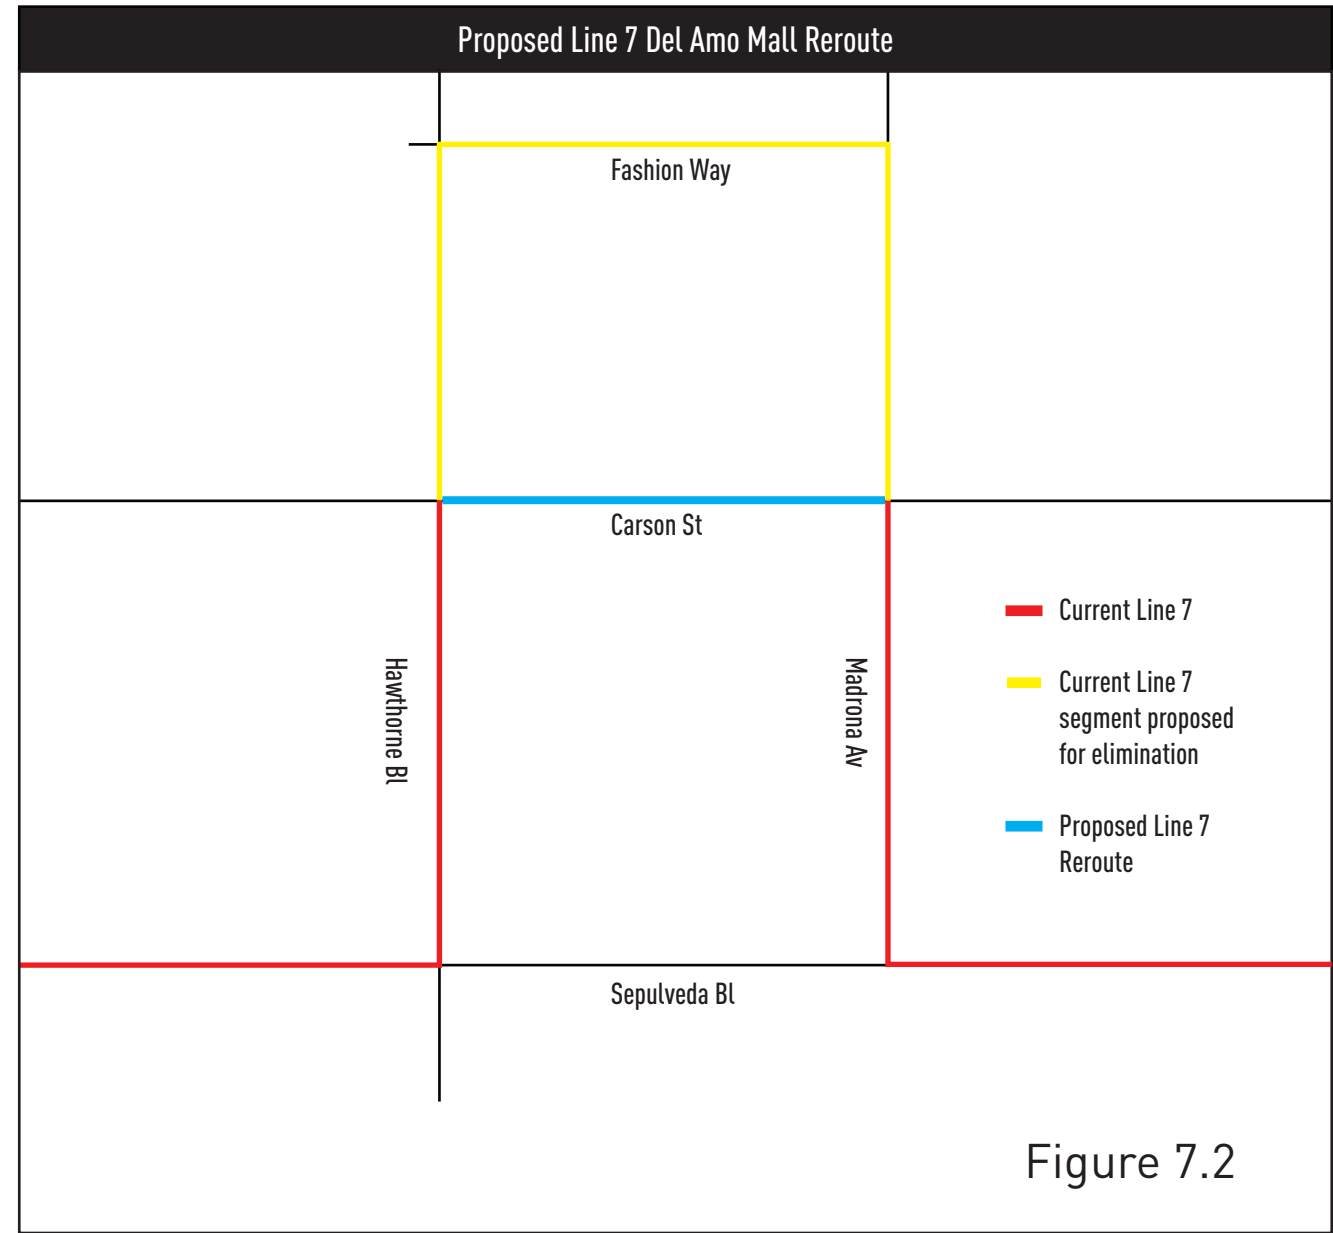 Proposed Line 7 Del Amo Mall Reroute
Fashion Way
Carson St
Hawthorne Bl
Madrona Av
Current Line 7
Current Line 7
segment proposed
for elimination
Proposed Line 7
Reroute
Sepulveda Bl
Figure 7.2